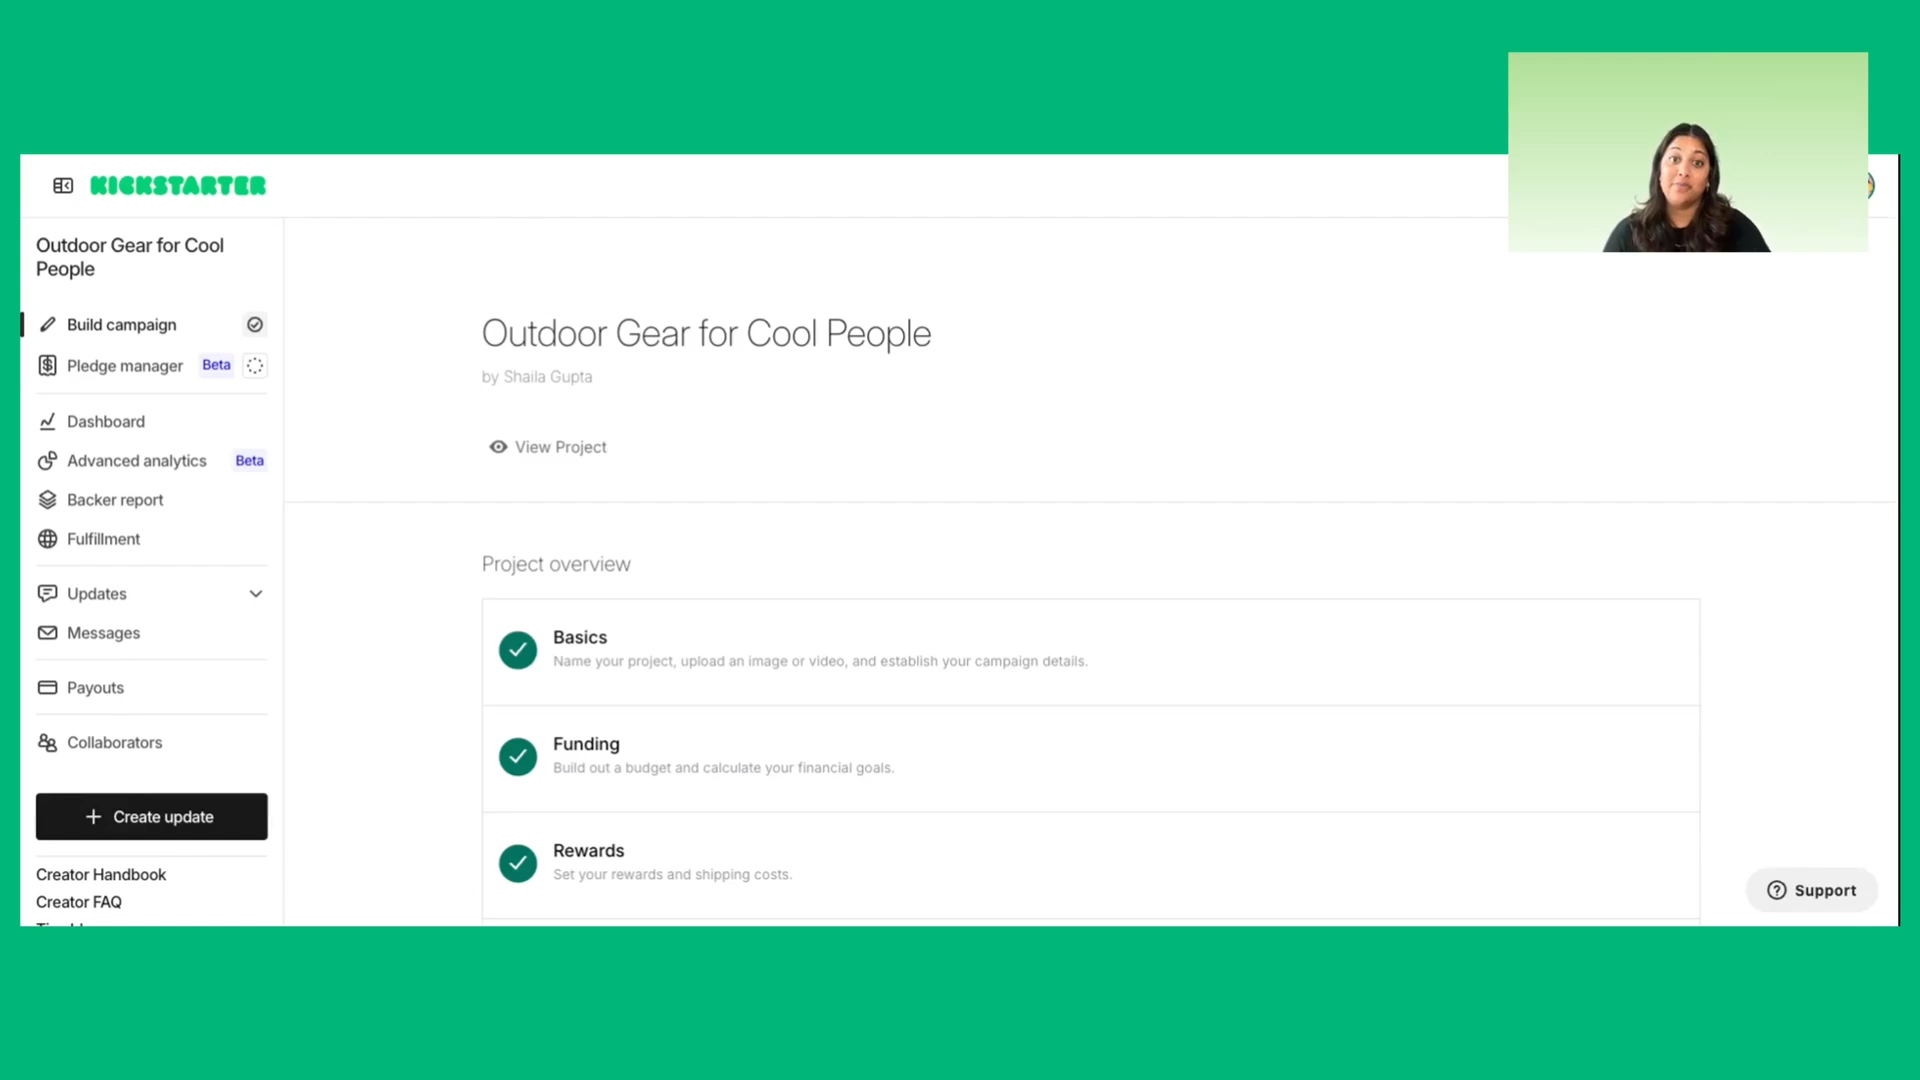 KICKSTARTER
Outdoor Gear for Cool
People
Build campaign
Pledge manager Beta
Dashboard
Advanced analytics Beta
Backer report
Fulfillment
Updates
Messages
Payouts
Collaborators
+ Create update
Creator Handbook
Creator FAQ
Outdoor Gear for Cool People
by Shaila Gupta
View Project
Project overview
Basics
Name your project, upload an image or video, and establish your campaign details.
Funding
Build out a budget and calculate your financial goals.
Rewards
Set your rewards and shipping costs.
Support